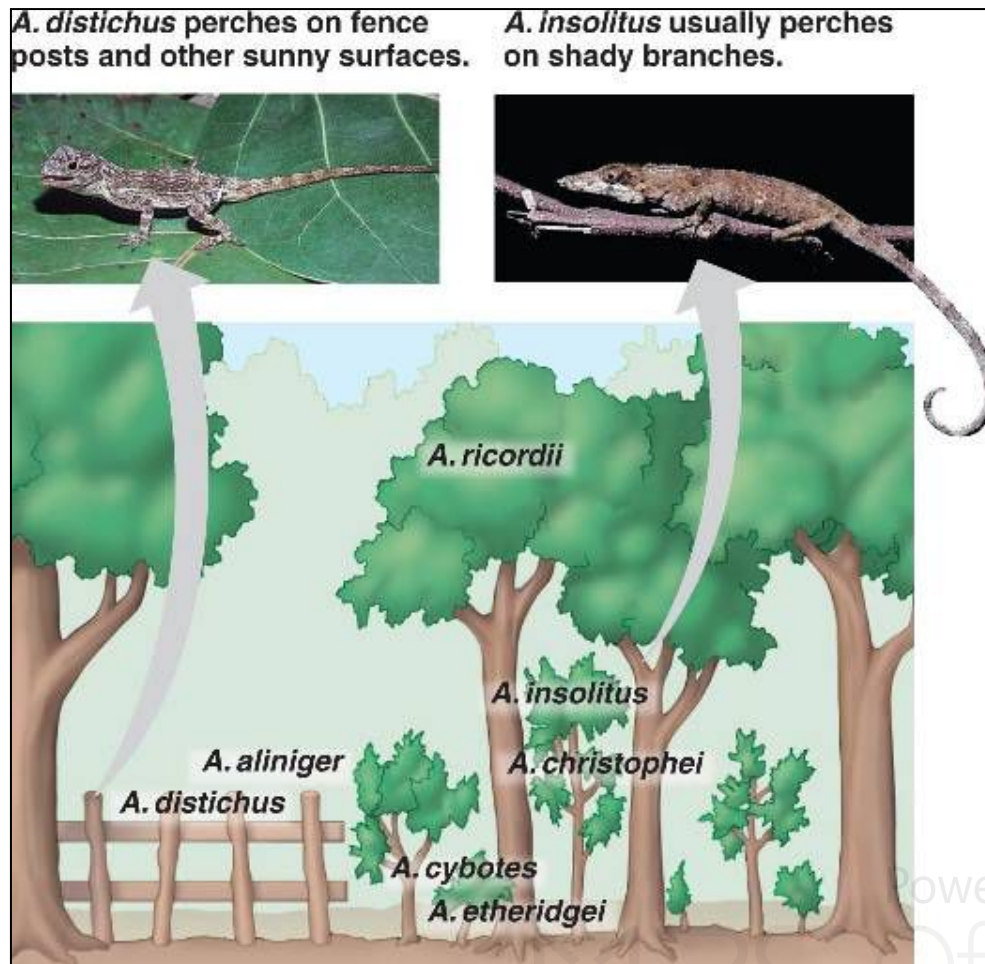 A. distichus perches on fence
posts and other sunny surfaces.
A. insolitus usually perches
on shady branches.
A. ricordii
A. insolitus
A. aliniger
A. christophei
A. distichus
A. cybotes
A. etheridgei